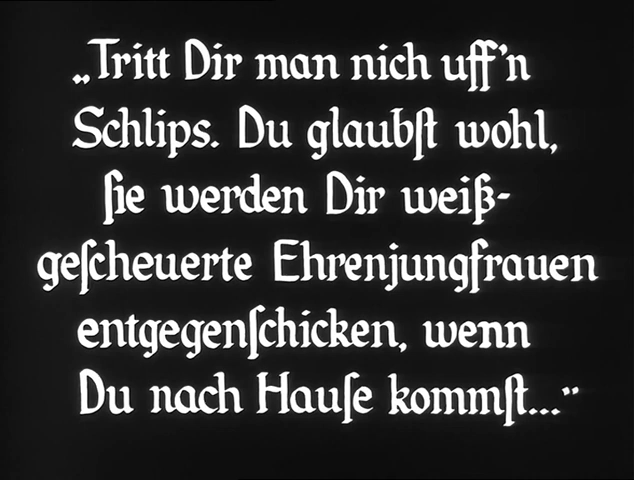 „Tritt Dir man nich uff'n
Schlips. Du glaubſt wohl,
ſie werden Dir weiß-
geſcheuerte Ehrenjungfrauen
entgegenſchicken, wenn
Du nach Hauſe kommſt...“